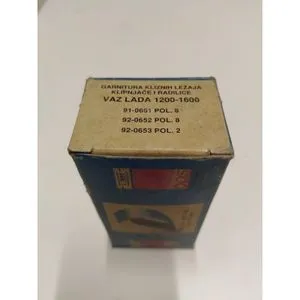 GARNITURA KLIZNIH LEŽAJA
KLIPNJAČE I RADILICE
VAZ LADA 1200-1600
91-0651 POL. 8
92-0652 POL. 8
92-0653 POL. 2